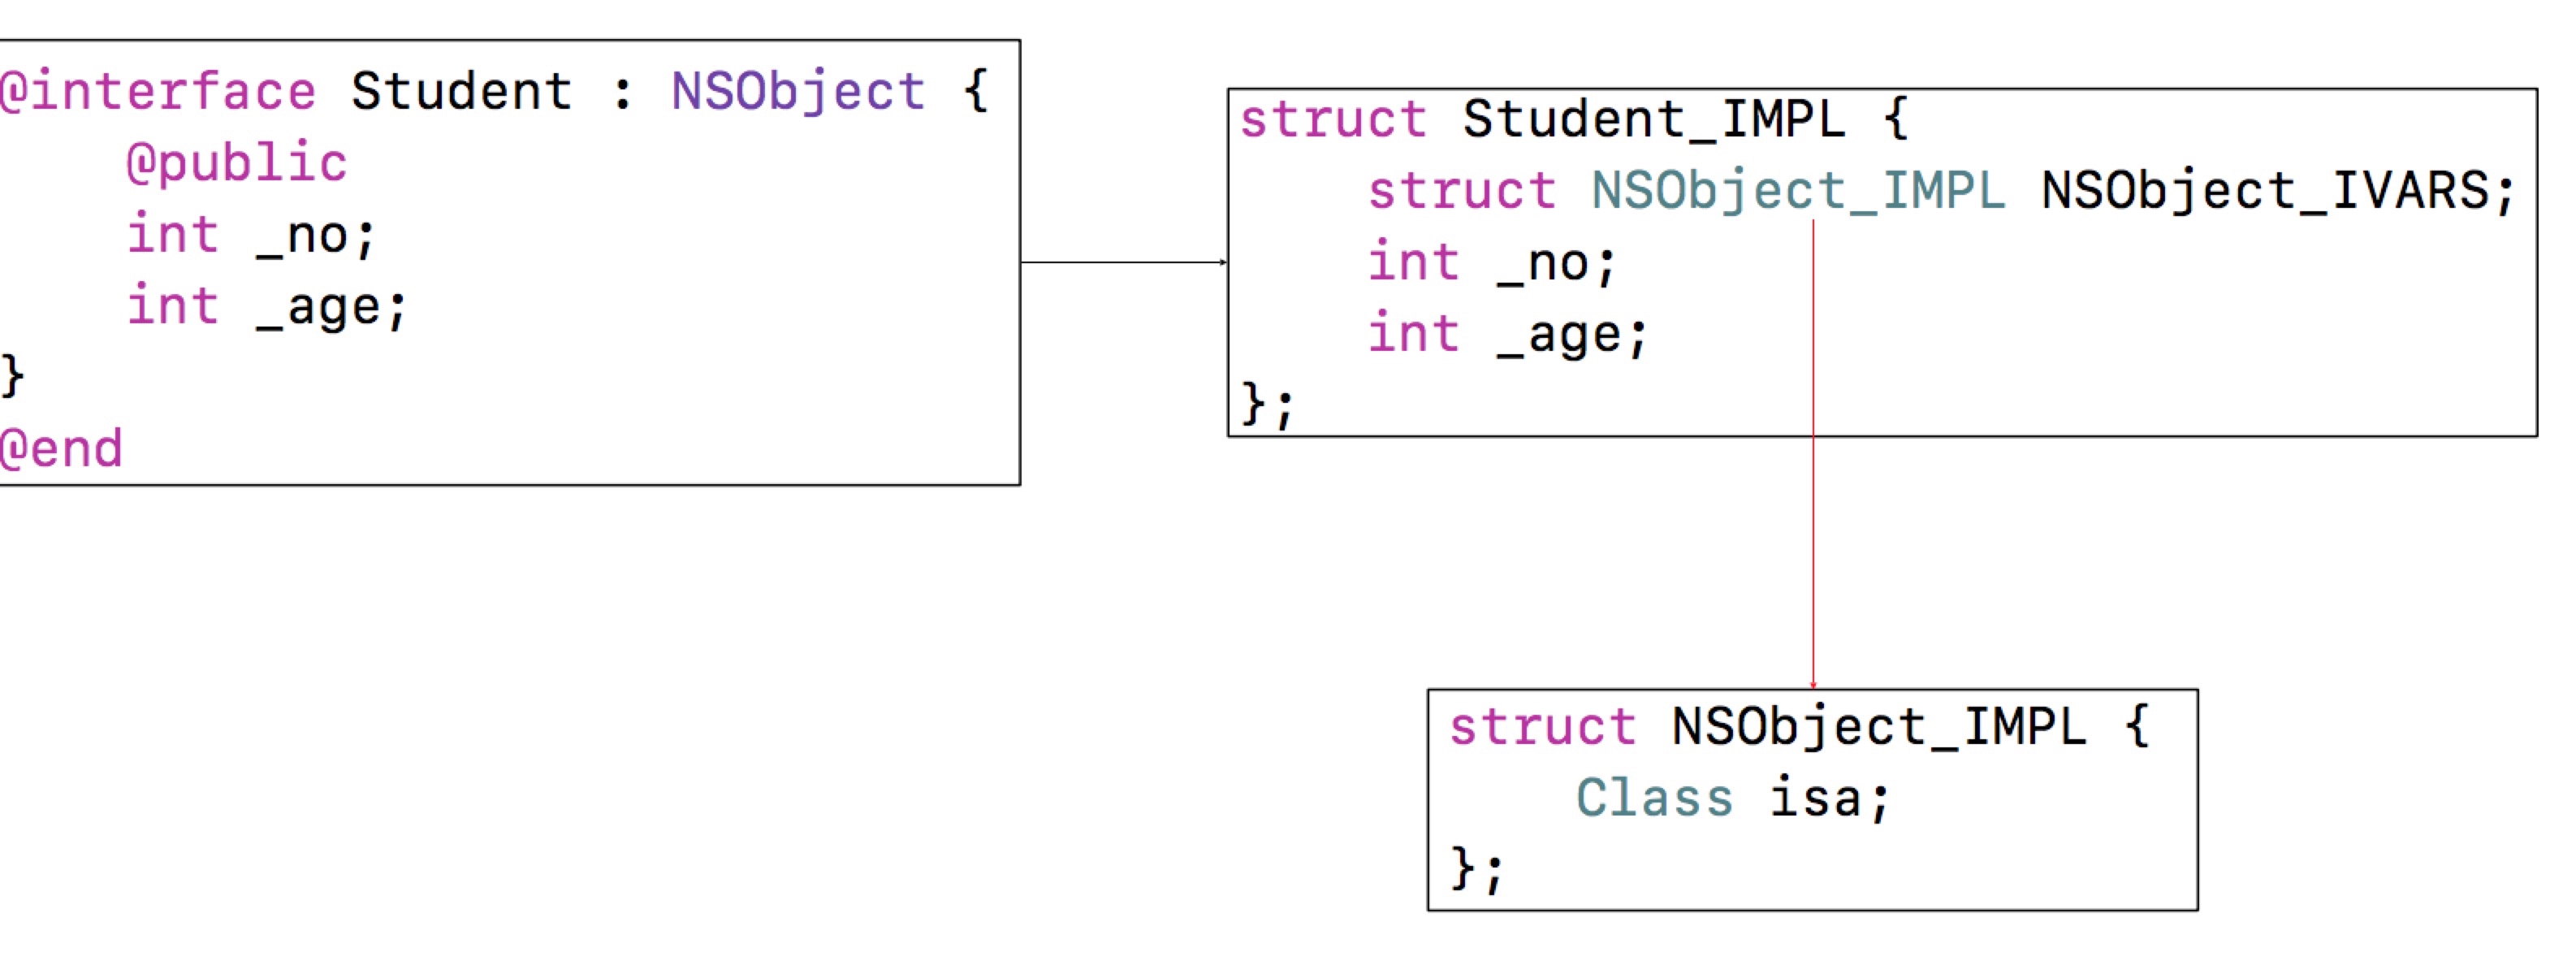 @interface Student : NSObject {
    @public
    int _no;
    int _age;
}
@end
struct Student_IMPL {
    struct NSObject_IMPL NSObject_IVARS;
    int _no;
    int _age;
};
struct NSObject_IMPL {
    Class isa;
};